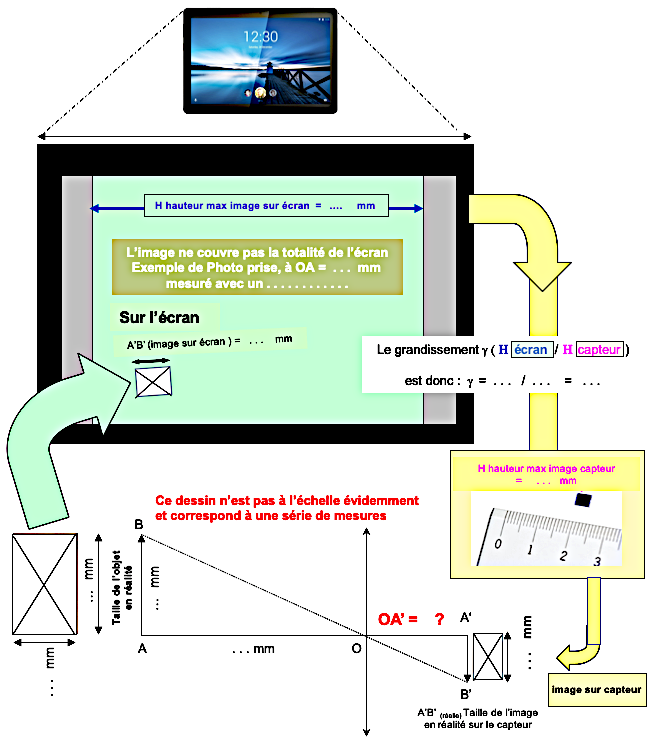 12:30
H hauteur max image sur écran = .... mm
L'image ne couvre pas la totalité de l'écran
Exemple de Photo prise, à OA = . . . mm
mesuré avec un . . . . . . . . . . . .
Sur l'écran
A'B' (image sur écran ) = . . . mm
Le grandissement γ ( H écran / H capteur )
est donc : γ = . . . / . . . = . . .
H hauteur max image capteur
= . . . mm
0 1 2 3
Ce dessin n'est pas à l'échelle évidemment
et correspond à une série de mesures
B
. . . mm
Taille de l'objet
en réalité
. . . mm
OA' = ?
A'
A
. . . mm
O
. . . mm
mm
. . .
B'
image sur capteur
A'B' (réelle) Taille de l'image
en réalité sur le capteur